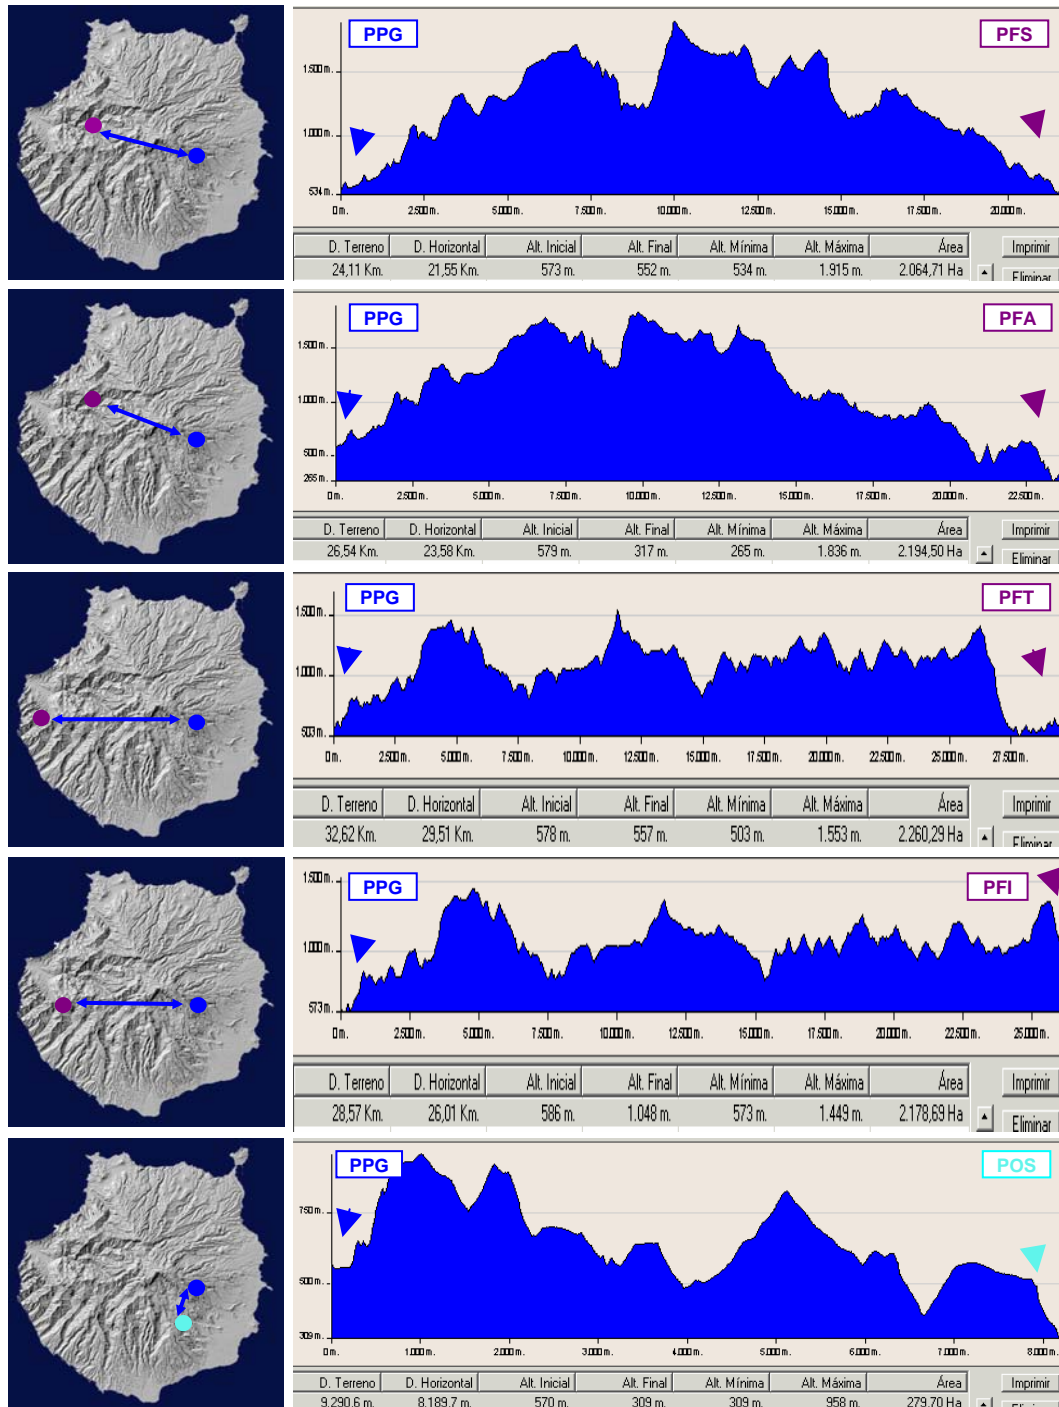 PPG PFS
1.500 m.
1.000 m.
534 m.
0 m. 2.500 m. 5.000 m. 7.500 m. 10.000 m. 12.500 m. 15.000 m. 17.500 m. 20.000 m.
D. Terreno D. Horizontal Alt. Inicial Alt. Final Alt. Mínima Alt. Máxima Área Imprimir
24,11 Km. 21,55 Km. 573 m. 552 m. 534 m. 1.915 m. 2.064,71 Ha Eliminar
PPG PFA
1.500 m.
1.000 m.
500 m.
265 m.
0 m. 2.500 m. 5.000 m. 7.500 m. 10.000 m. 12.500 m. 15.000 m. 17.500 m. 20.000 m. 22.500 m.
D. Terreno D. Horizontal Alt. Inicial Alt. Final Alt. Mínima Alt. Máxima Área Imprimir
26,54 Km. 23,58 Km. 579 m. 317 m. 265 m. 1.836 m. 2.194,50 Ha Eliminar
PPG PFT
1.500 m.
1.000 m.
503 m.
0 m. 2.500 m. 5.000 m. 7.500 m. 10.000 m. 12.500 m. 15.000 m. 17.500 m. 20.000 m. 22.500 m. 25.000 m. 27.500 m.
D. Terreno D. Horizontal Alt. Inicial Alt. Final Alt. Mínima Alt. Máxima Área Imprimir
32,62 Km. 29,51 Km. 578 m. 557 m. 503 m. 1.553 m. 2.260,29 Ha Eliminar
1.500 m.
PPG PFI
1.000 m.
573 m.
0 m. 2.500 m. 5.000 m. 7.500 m. 10.000 m. 12.500 m. 15.000 m. 17.500 m. 20.000 m. 22.500 m. 25.000 m.
D. Terreno D. Horizontal Alt. Inicial Alt. Final Alt. Mínima Alt. Máxima Área Imprimir
28,57 Km. 26,01 Km. 586 m. 1.048 m. 573 m. 1.449 m. 2.178,69 Ha Eliminar
PPG POS
750 m.
500 m.
309 m.
0 m. 1.000 m. 2.000 m. 3.000 m. 4.000 m. 5.000 m. 6.000 m. 7.000 m. 8.000 m.
D. Terreno D. Horizontal Alt. Inicial Alt. Final Alt. Mínima Alt. Máxima Área Imprimir
9.290,6 m. 8.189,7 m. 570 m. 309 m. 309 m. 958 m. 279,70 Ha